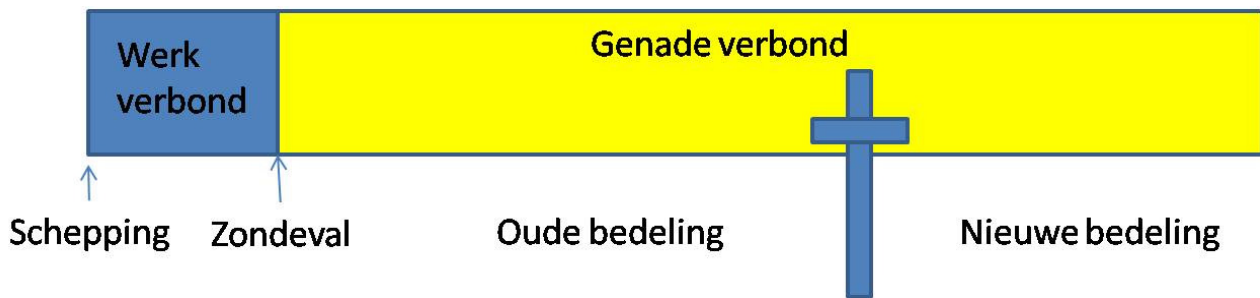 Werk
verbond
Genade verbond
Schepping
Zondeval
Oude bedeling
Nieuwe bedeling